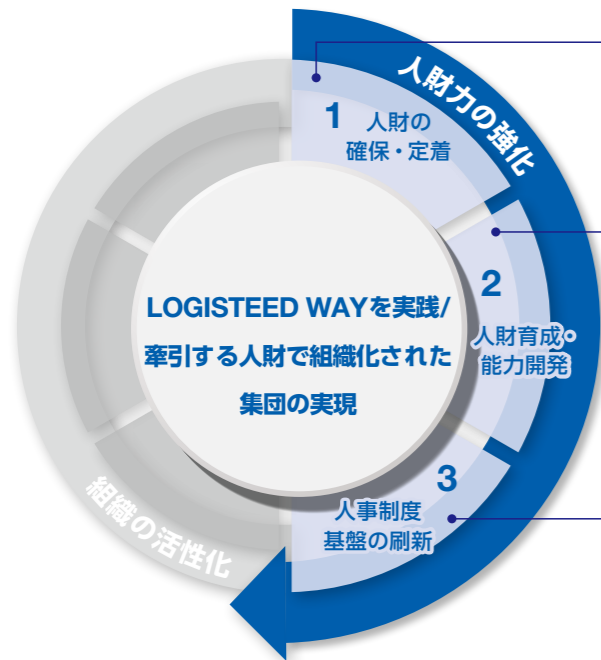 人財力の強化
1
人財の
確保・定着
2
人財育成・
能力開発
3
人事制度
基盤の刷新
LOGISTEED WAYを実践/
牽引する人財で組織化された
集団の実現
組織の活性化